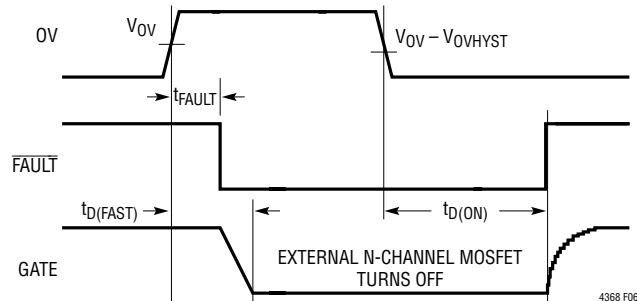 OV
V_OV
V_OV – V_OVHYST
t_FAULT
FAULT
t_D(FAST)
t_D(ON)
GATE
EXTERNAL N-CHANNEL MOSFET
TURNS OFF
4368 F06